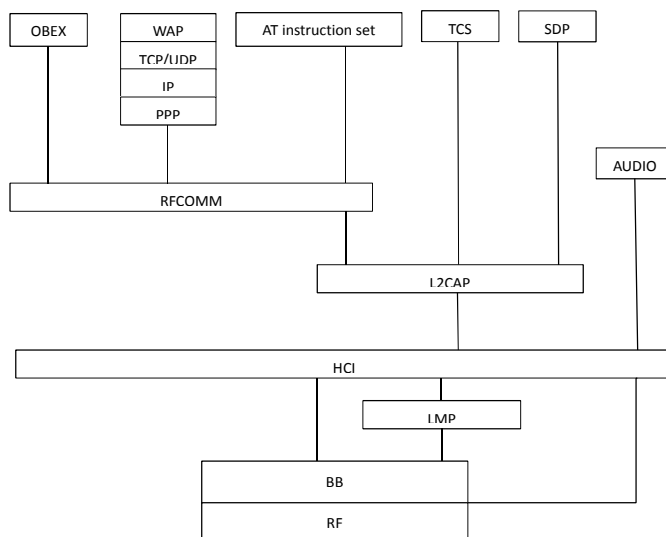 OBEX
WAP
TCP/UDP
IP
PPP
AT instruction set
TCS
SDP
AUDIO
RFCOMM
L2CAP
HCI
LMP
BB
RF